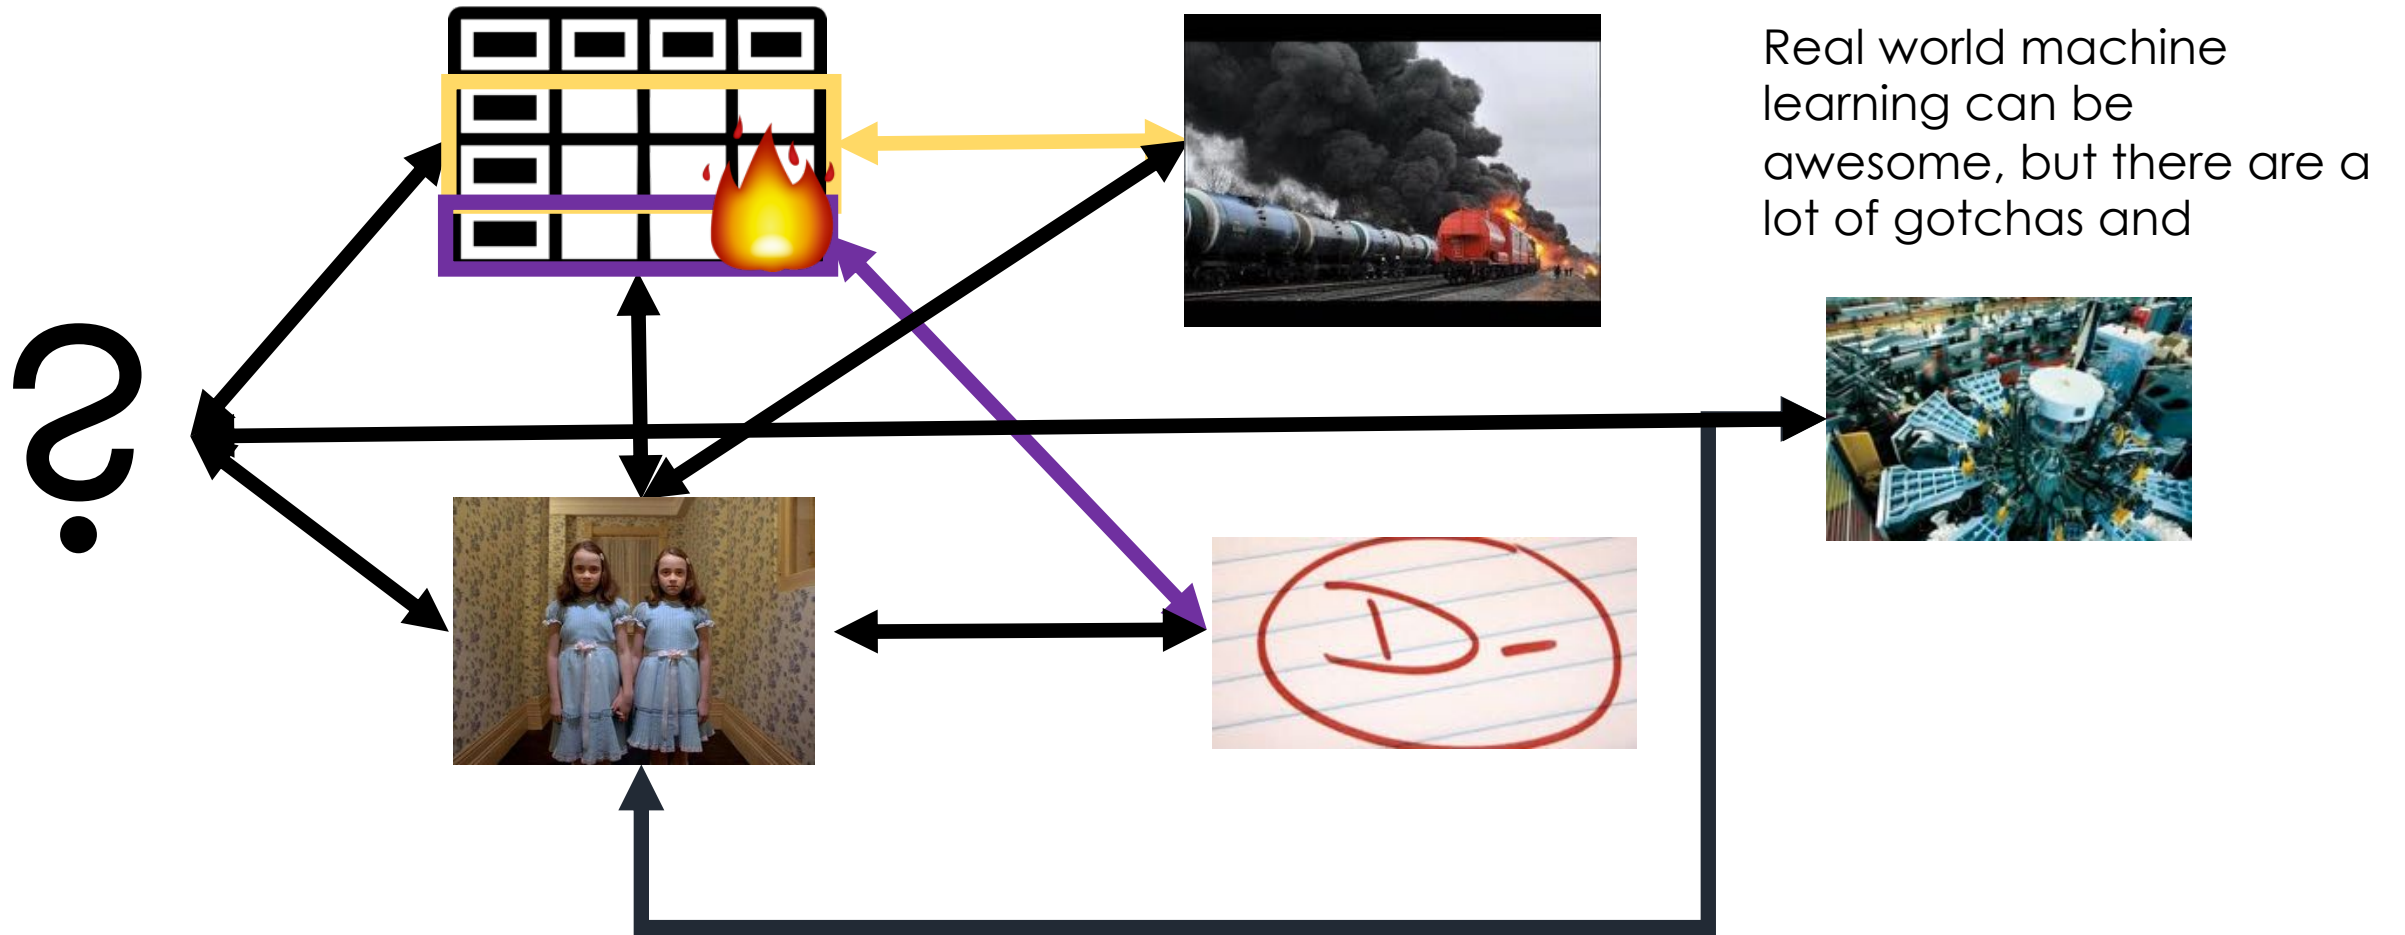 Real world machine
learning can be
awesome, but there are a
lot of gotchas and
?
D-